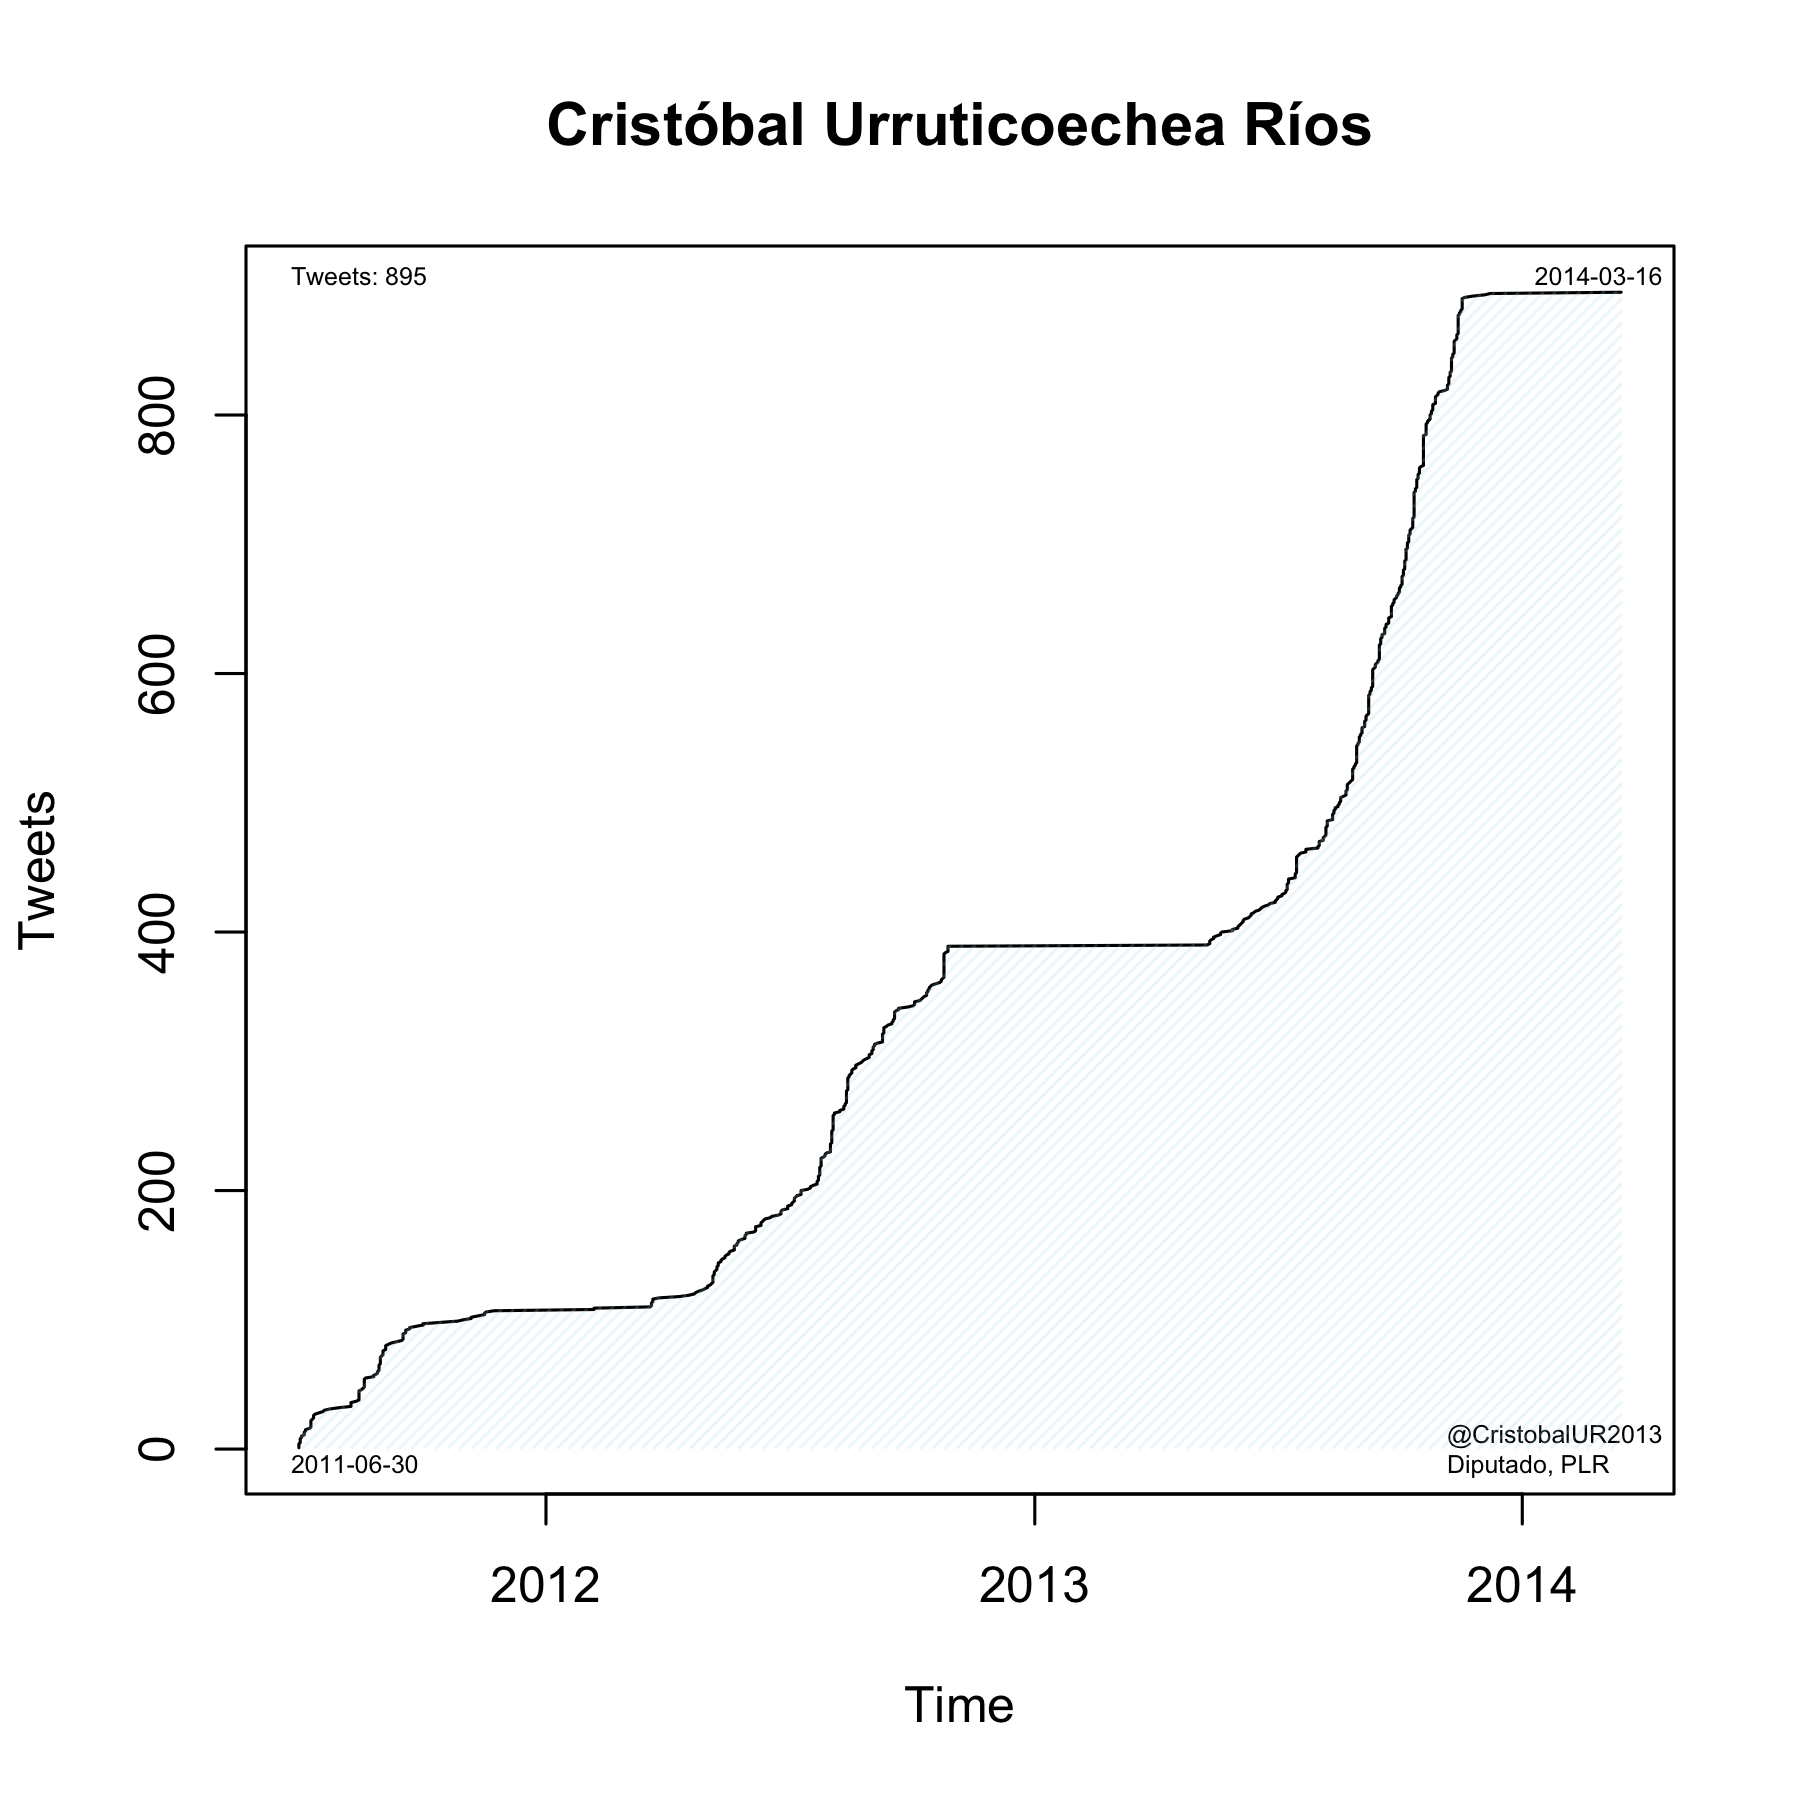 Cristóbal Urruticoechea Ríos
Tweets: 895
2014-03-16
800
600
400
200
0
Tweets
@CristobalUR2013
Diputado, PLR
2011-06-30
2012
2013
2014
Time